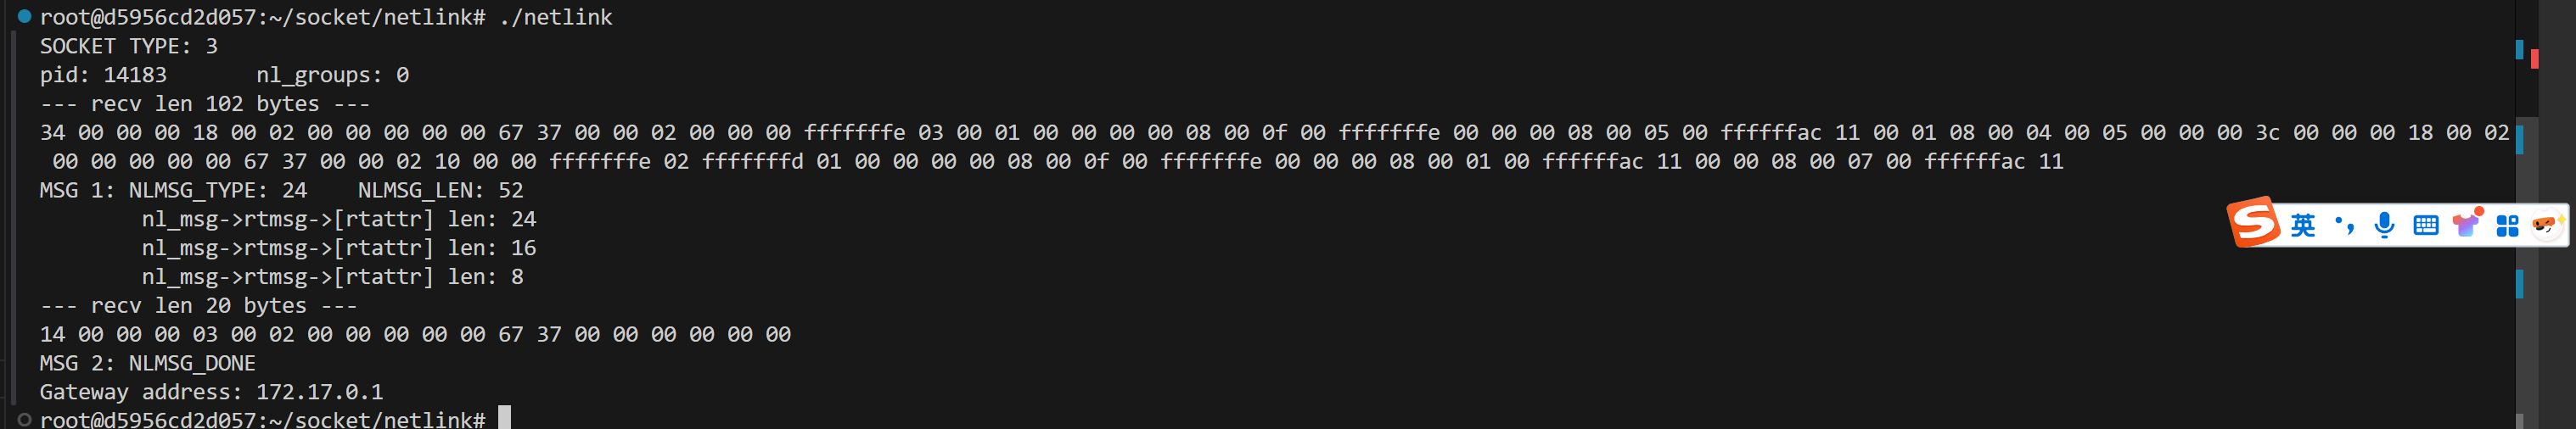 root@d5956cd2d057:~/socket/netlink# ./netlink
SOCKET TYPE: 3
pid: 14183       nl_groups: 0
--- recv len 102 bytes ---
34 00 00 00 18 00 02 00 00 00 00 00 67 37 00 00 02 00 00 00 fffffffe 03 00 01 00 00 00 00 08 00 0f 00 fffffffe 00 00 00 08 00 05 00 ffffffac 11 00 01 08 00 04 00 05 00 00 00 3c 00 00 00 18 00 02
00 00 00 00 00 67 37 00 00 02 10 00 00 fffffffe 02 fffffffd 01 00 00 00 00 08 00 0f 00 fffffffe 00 00 00 08 00 01 00 ffffffac 11 00 00 08 00 07 00 ffffffac 11
MSG 1: NLMSG_TYPE: 24    NLMSG_LEN: 52
nl_msg->rtmsg->[rtattr] len: 24
nl_msg->rtmsg->[rtattr] len: 16
nl_msg->rtmsg->[rtattr] len: 8
--- recv len 20 bytes ---
14 00 00 00 03 00 02 00 00 00 00 00 67 37 00 00 00 00 00 00
MSG 2: NLMSG_DONE
Gateway address: 172.17.0.1
root@d5956cd2d057:~/socket/netlink#
S 英